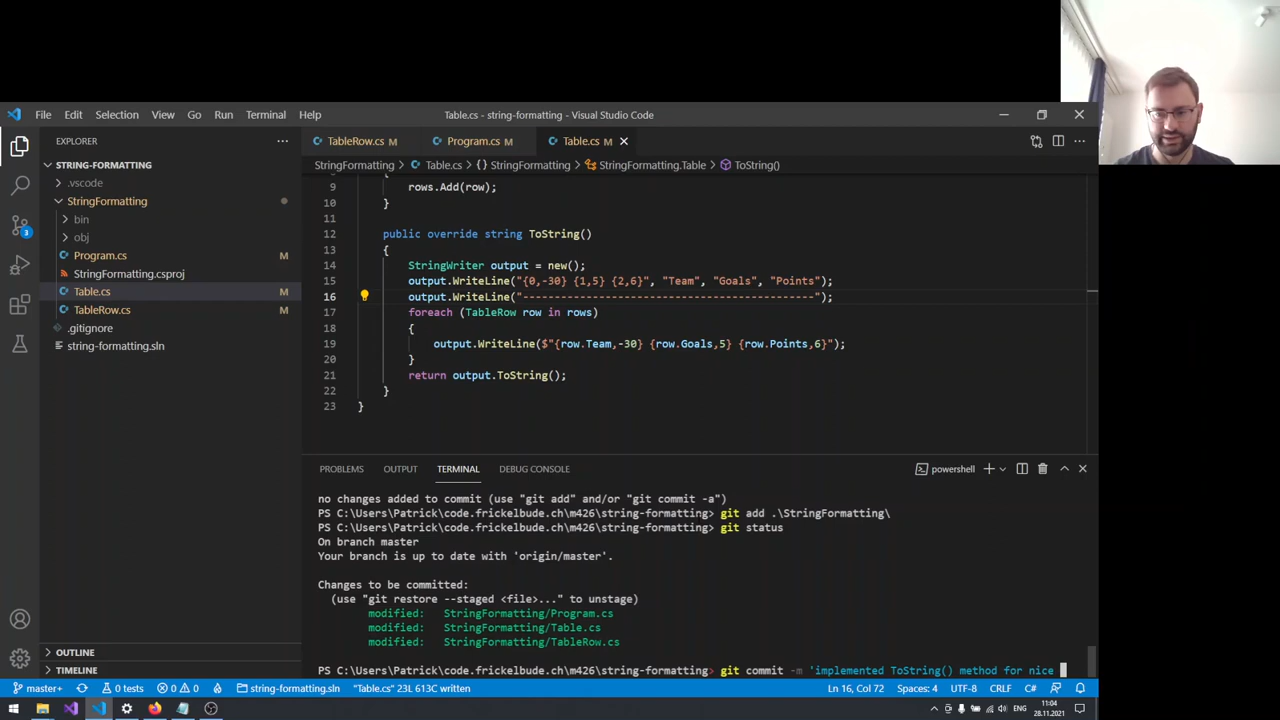 File Edit Selection View Go Run Terminal Help
Table.cs - string-formatting - Visual Studio Code
EXPLORER
TableRow.cs M
Program.cs M
Table.cs M
STRING-FORMATTING
StringFormatting > Table.cs > {} StringFormatting > StringFormatting.Table > ToString()
.vscode
StringFormatting
bin
obj
Program.cs M
StringFormatting.csproj
Table.cs M
TableRow.cs M
.gitignore
string-formatting.sln
3
9 rows.Add(row);
10 }
11
12 public override string ToString()
13 {
14 StringWriter output = new();
15 output.WriteLine("{0,-30} {1,5} {2,6}", "Team", "Goals", "Points");
16 output.WriteLine("-------------------------------------------");
17 foreach (TableRow row in rows)
18 {
19 output.WriteLine($"{row.Team,-30} {row.Goals,5} {row.Points,6}");
20 }
21 return output.ToString();
22 }
23 }
PROBLEMS OUTPUT TERMINAL DEBUG CONSOLE
powershell
no changes added to commit (use "git add" and/or "git commit -a")
PS C:\Users\Patrick\code.frickelbude.ch\m426\string-formatting> git add .\StringFormatting\
PS C:\Users\Patrick\code.frickelbude.ch\m426\string-formatting> git status
On branch master
Your branch is up to date with 'origin/master'.
Changes to be committed:
(use "git restore --staged <file>..." to unstage)
modified: StringFormatting/Program.cs
modified: StringFormatting/Table.cs
modified: StringFormatting/TableRow.cs
PS C:\Users\Patrick\code.frickelbude.ch\m426\string-formatting> git commit -m 'implemented ToString() method for nice
OUTLINE
TIMELINE
master+ 0 tests 0 0 string-formatting.sln "Table.cs" 23L 613C written
Ln 16, Col 72 Spaces: 4 UTF-8 CRLF C#
ENG
11:04
28.11.2021